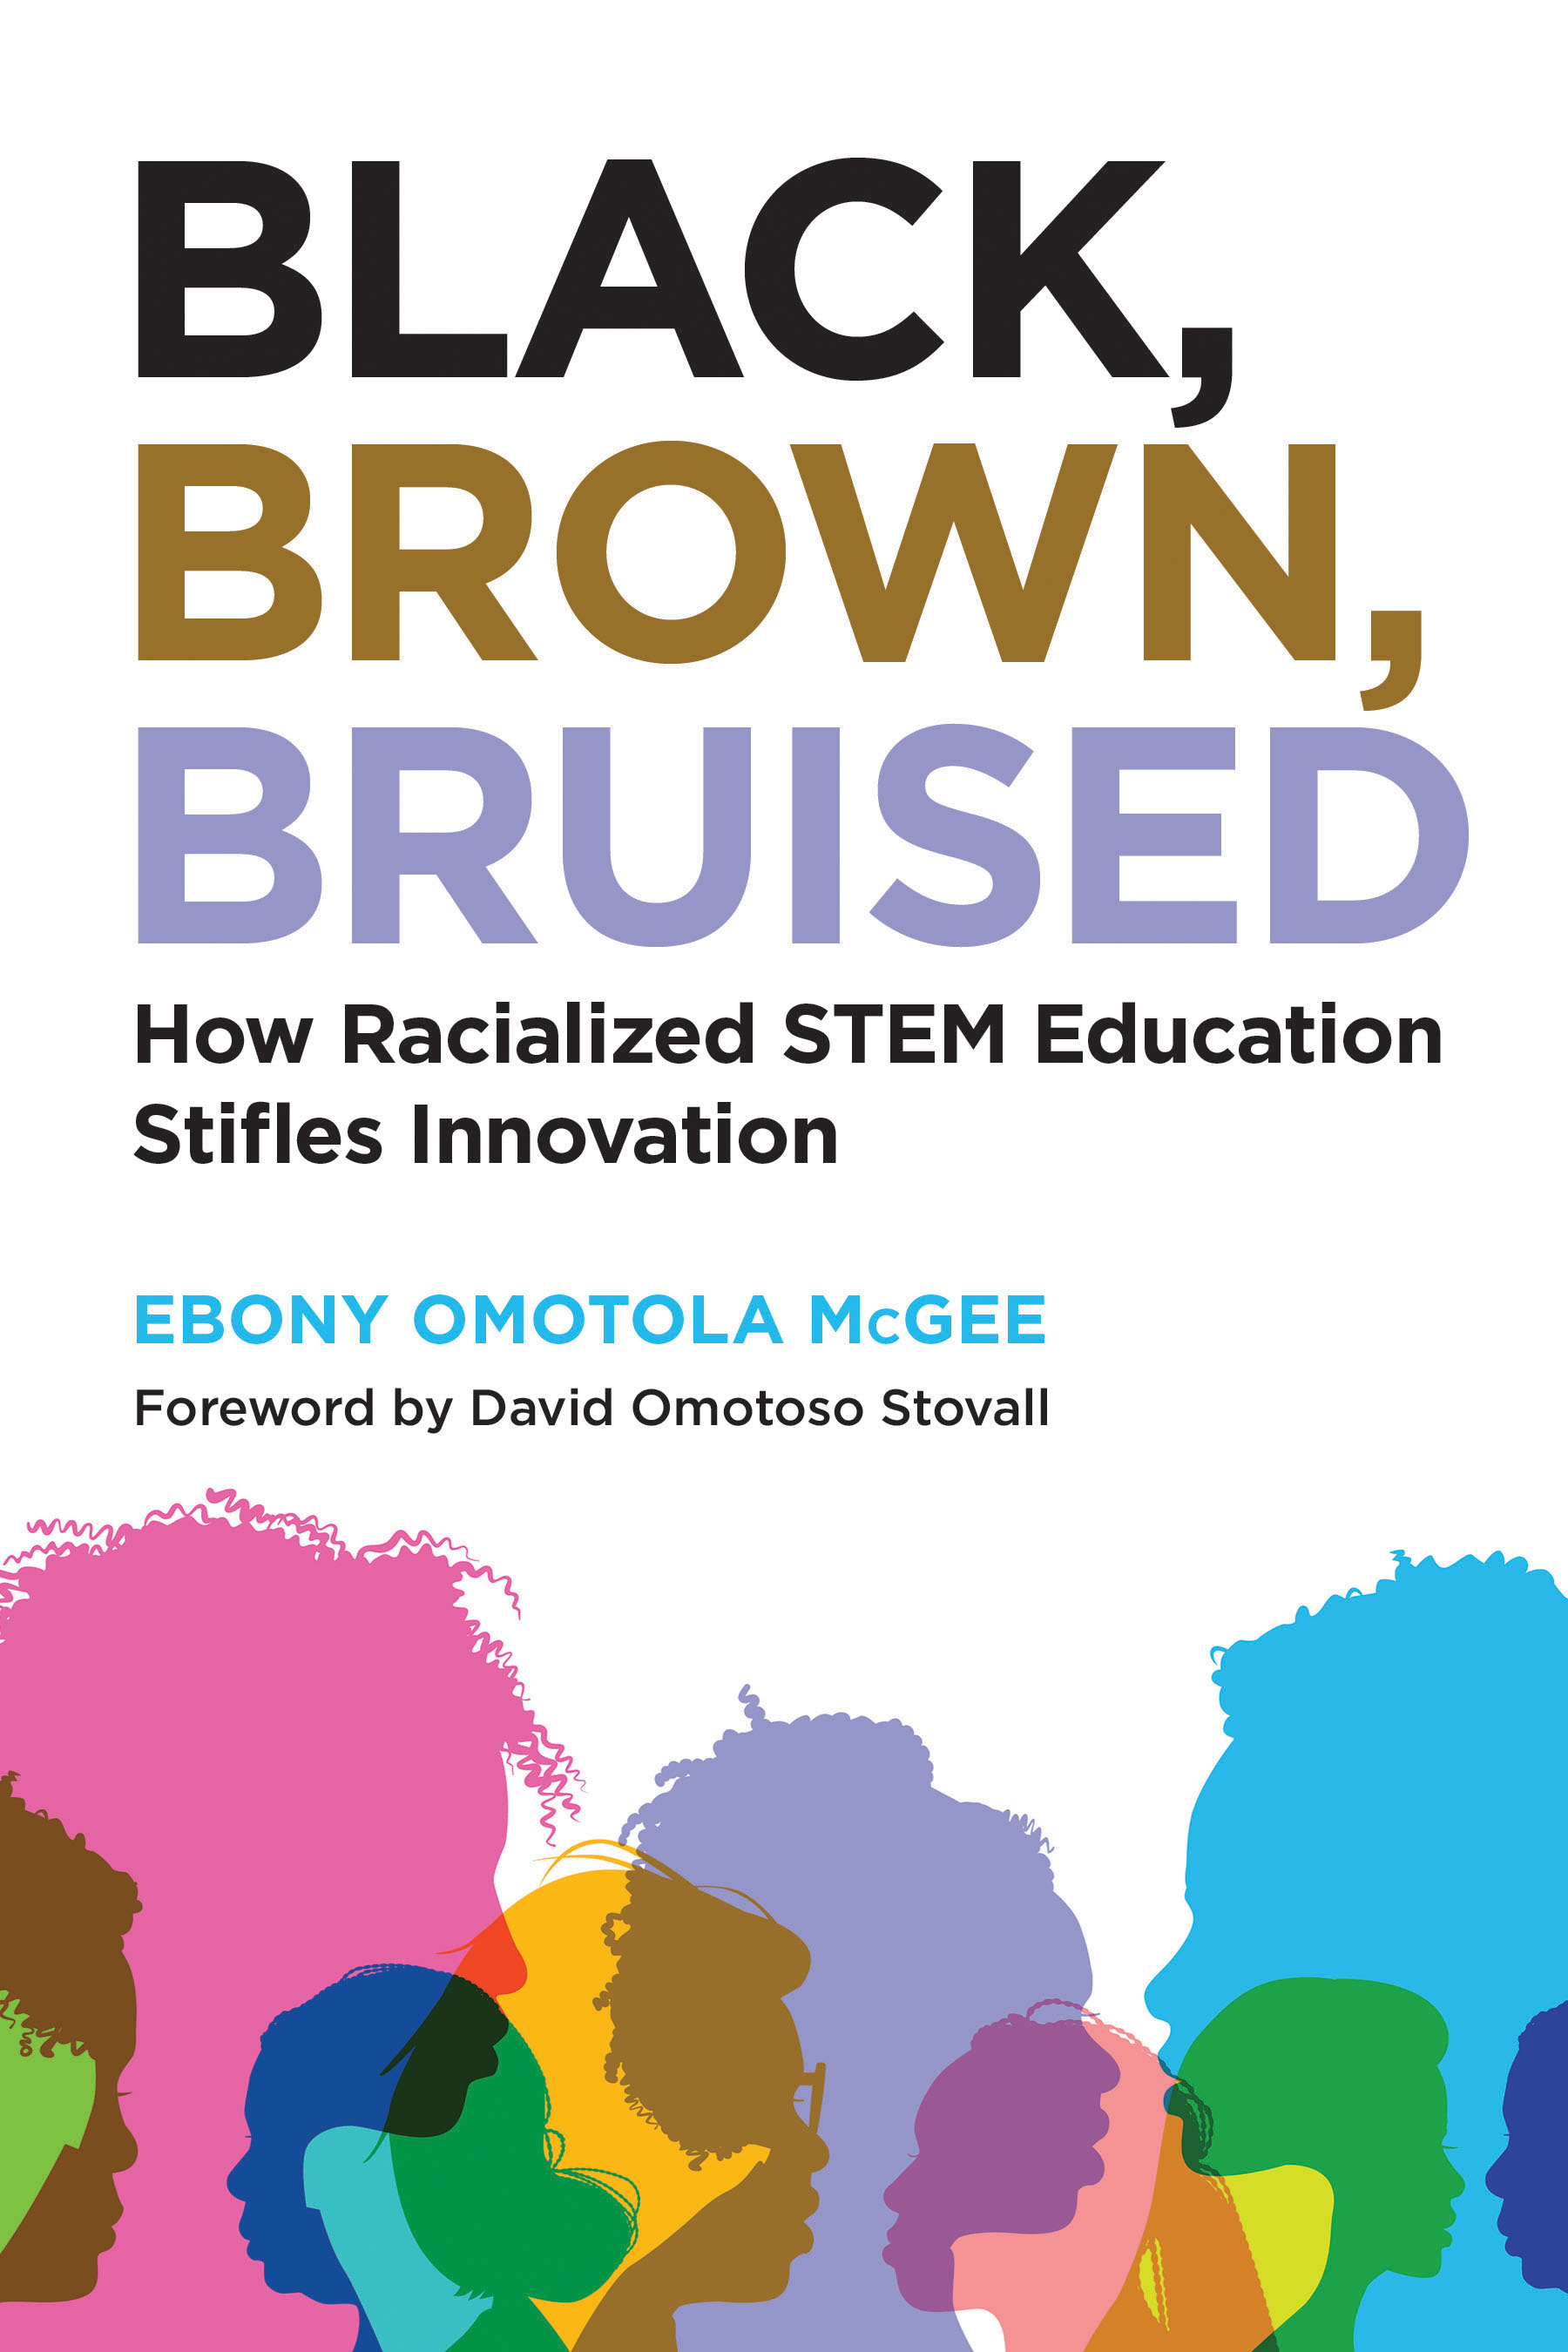 BLACK,
BROWN,
BRUISED
How Racialized STEM Education
Stifles Innovation
EBONY OMOTOLA McGEE
Foreword by David Omotoso Stovall